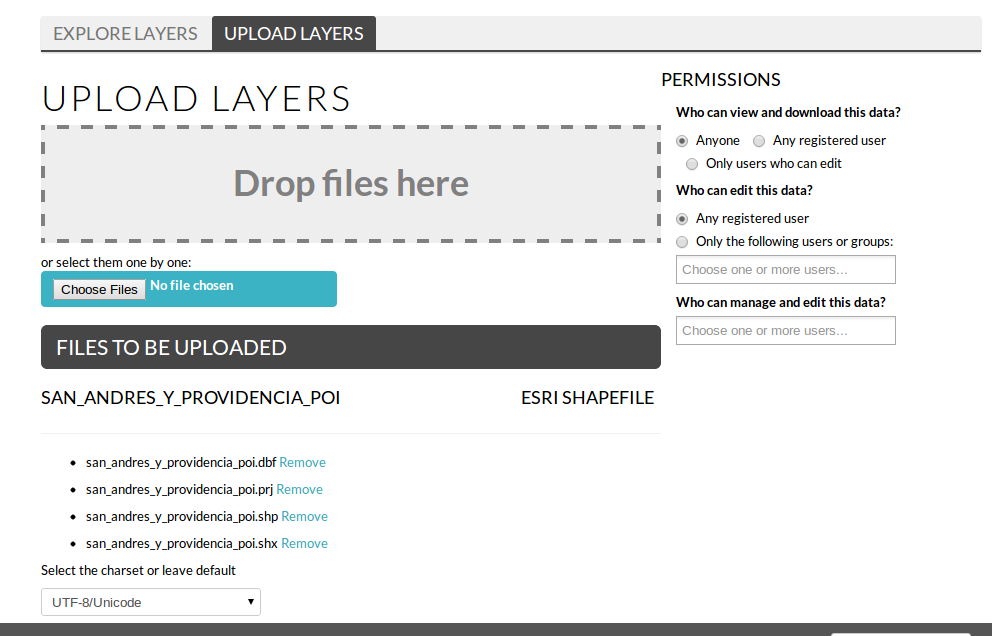 EXPLORE LAYERS
UPLOAD LAYERS
UPLOAD LAYERS
Drop files here
or select them one by one:
Choose Files No file chosen
FILES TO BE UPLOADED
SAN_ANDRES_Y_PROVIDENCIA_POI
ESRI SHAPEFILE
san_andres_y_providencia_poi.dbf Remove
san_andres_y_providencia_poi.prj Remove
san_andres_y_providencia_poi.shp Remove
san_andres_y_providencia_poi.shx Remove
Select the charset or leave default
UTF-8/Unicode
PERMISSIONS
Who can view and download this data?
Anyone Any registered user
Only users who can edit
Who can edit this data?
Any registered user
Only the following users or groups:
Choose one or more users...
Who can manage and edit this data?
Choose one or more users...